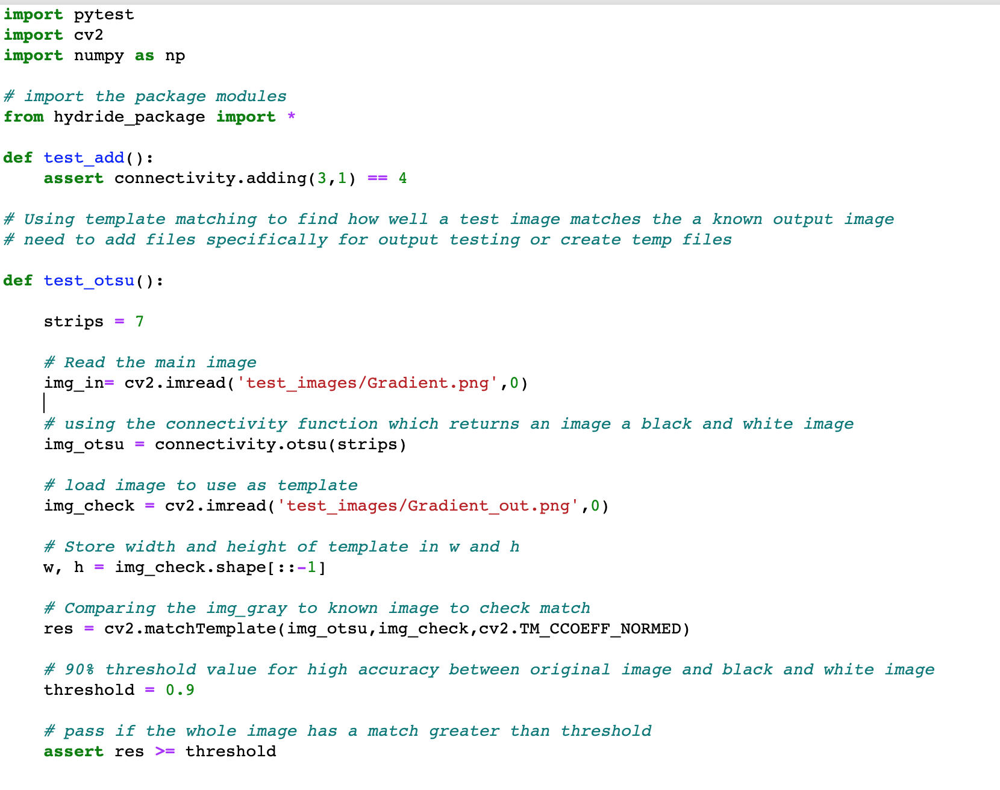 import pytest
import cv2
import numpy as np
# import the package modules
from hydride_package import *
def test_add():
    assert connectivity.adding(3,1) == 4
# Using template matching to find how well a test image matches the a known output image
# need to add files specifically for output testing or create temp files
def test_otsu():
    strips = 7
    # Read the main image
    img_in= cv2.imread('test_images/Gradient.png',0)
    # using the connectivity function which returns an image a black and white image
    img_otsu = connectivity.otsu(strips)
    # load image to use as template
    img_check = cv2.imread('test_images/Gradient_out.png',0)
    # Store width and height of template in w and h
    w, h = img_check.shape[::-1]
    # Comparing the img_gray to known image to check match
    res = cv2.matchTemplate(img_otsu,img_check,cv2.TM_CCOEFF_NORMED)
    # 90% threshold value for high accuracy between original image and black and white image
    threshold = 0.9
    # pass if the whole image has a match greater than threshold
    assert res >= threshold